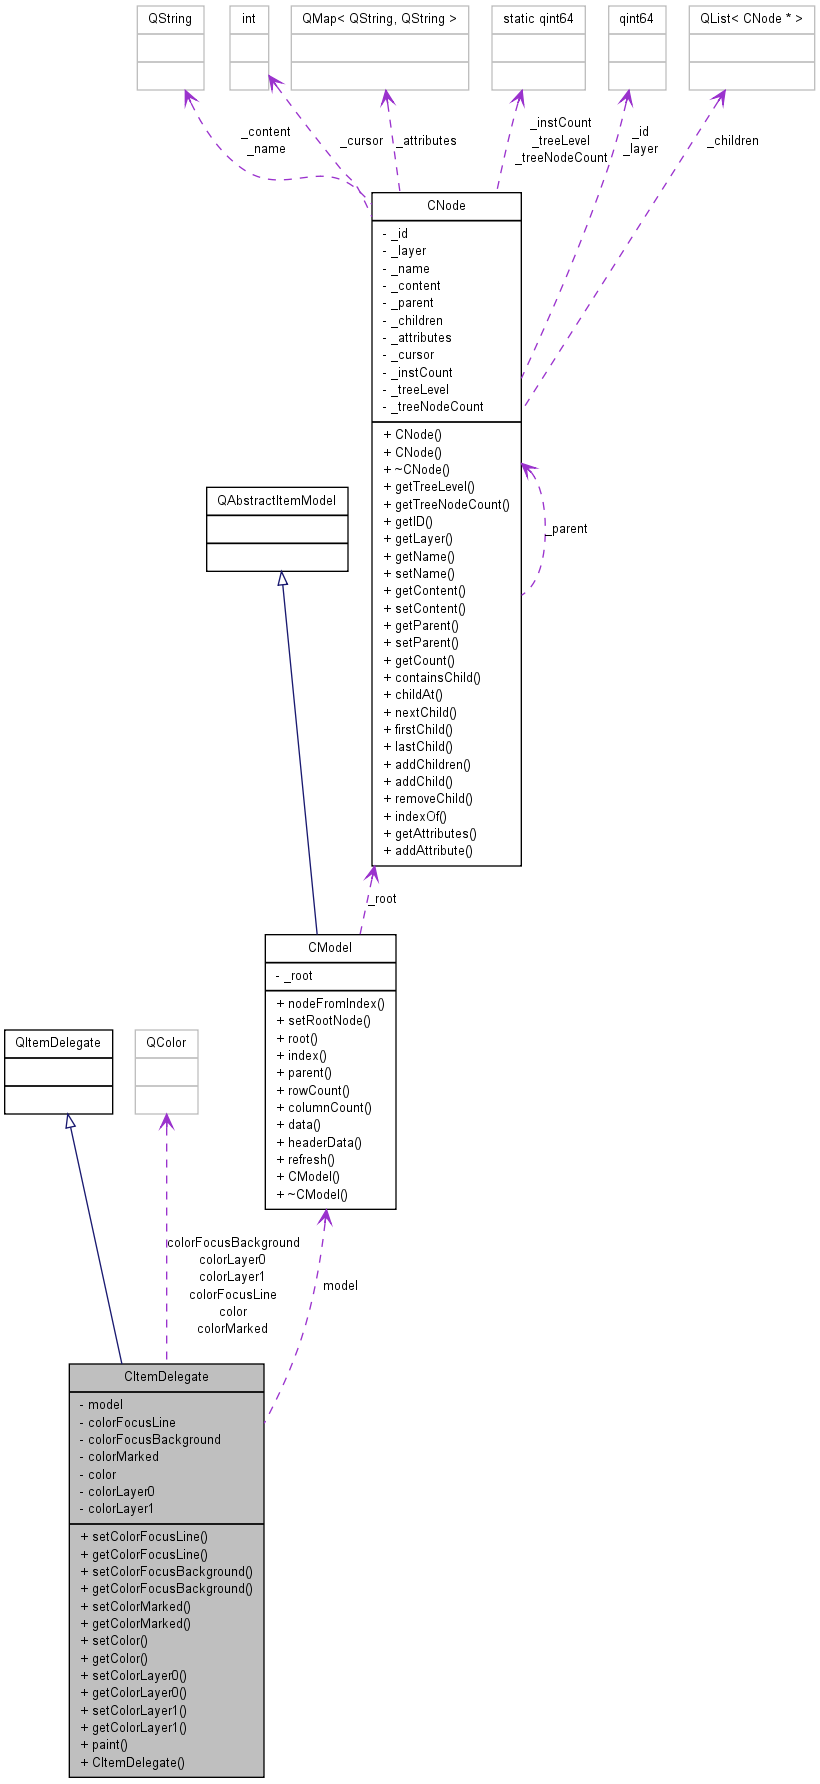 QString
int
QMap< QString, QString >
static qint64
qint64
QList< CNode * >
_content
_name
_cursor
_attributes
_instCount
_treeLevel
_treeNodeCount
_id
_layer
_children
CNode
- _id
- _layer
- _name
- _content
- _parent
- _children
- _attributes
- _cursor
- _instCount
- _treeLevel
- _treeNodeCount
+ CNode()
+ CNode()
+ ~CNode()
+ getTreeLevel()
+ getTreeNodeCount()
+ getID()
+ getLayer()
+ getName()
+ setName()
+ getContent()
+ setContent()
+ getParent()
+ setParent()
+ getCount()
+ containsChild()
+ childAt()
+ nextChild()
+ firstChild()
+ lastChild()
+ addChildren()
+ addChild()
+ removeChild()
+ indexOf()
+ getAttributes()
+ addAttribute()
_parent
QAbstractItemModel
_root
CModel
- _root
+ nodeFromIndex()
+ setRootNode()
+ root()
+ index()
+ parent()
+ rowCount()
+ columnCount()
+ data()
+ headerData()
+ refresh()
+ CModel()
+ ~CModel()
QItemDelegate
QColor
colorFocusBackground
colorLayer0
colorLayer1
colorFocusLine
color
colorMarked
model
CItemDelegate
- model
- colorFocusLine
- colorFocusBackground
- colorMarked
- color
- colorLayer0
- colorLayer1
+ setColorFocusLine()
+ getColorFocusLine()
+ setColorFocusBackground()
+ getColorFocusBackground()
+ setColorMarked()
+ getColorMarked()
+ setColor()
+ getColor()
+ setColorLayer0()
+ getColorLayer0()
+ setColorLayer1()
+ getColorLayer1()
+ paint()
+ CItemDelegate()